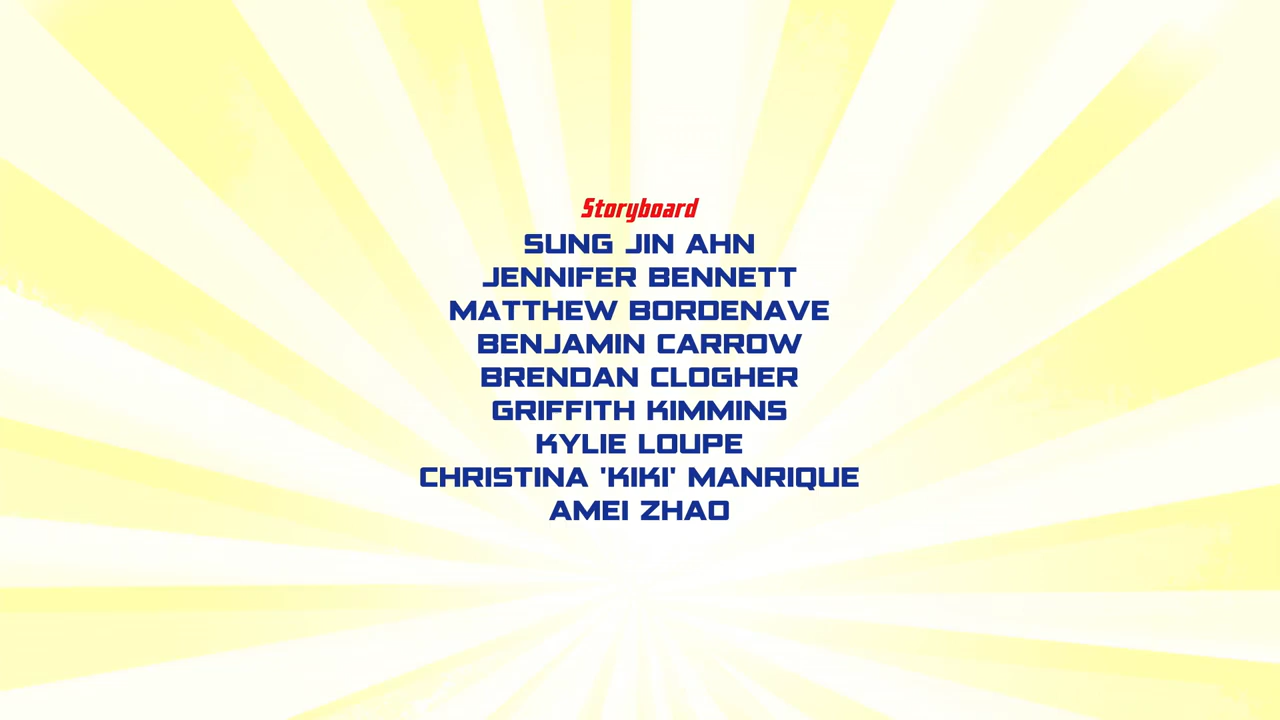 Storyboard
SUNG JIN AHN
JENNIFER BENNETT
MATTHEW BORDENAVE
BENJAMIN CARROW
BRENDAN CLOGHER
GRIFFITH KIMMINS
KYLIE LOUPE
CHRISTINA 'KIKI' MANRIQUE
AMEI ZHAO